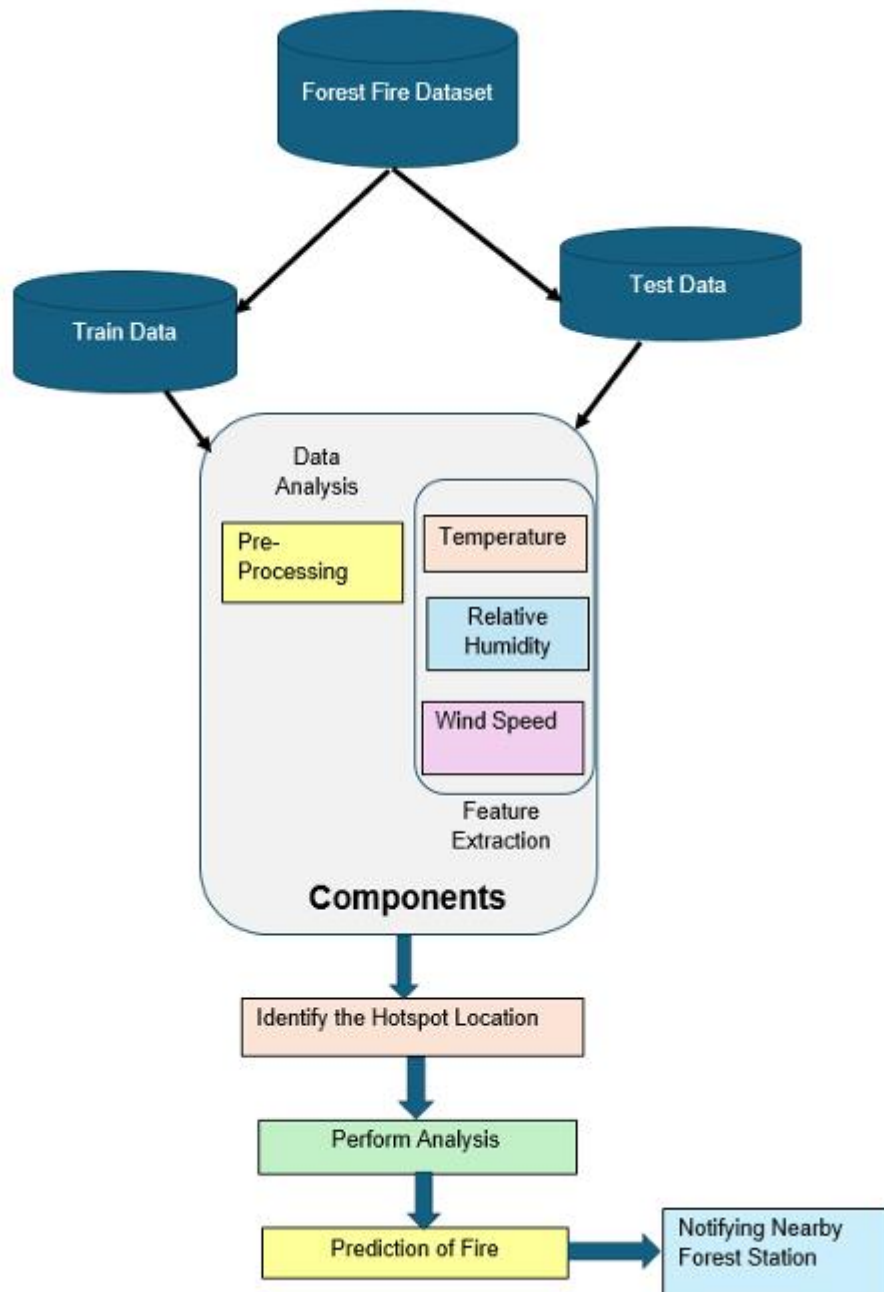 Forest Fire Dataset
Test Data
Train Data
Data
Analysis
Pre-
Processing
Temperature
Relative
Humidity
Wind Speed
Feature
Extraction
Components
Identify the Hotspot Location
Perform Analysis
Prediction of Fire
Notifying Nearby
Forest Station